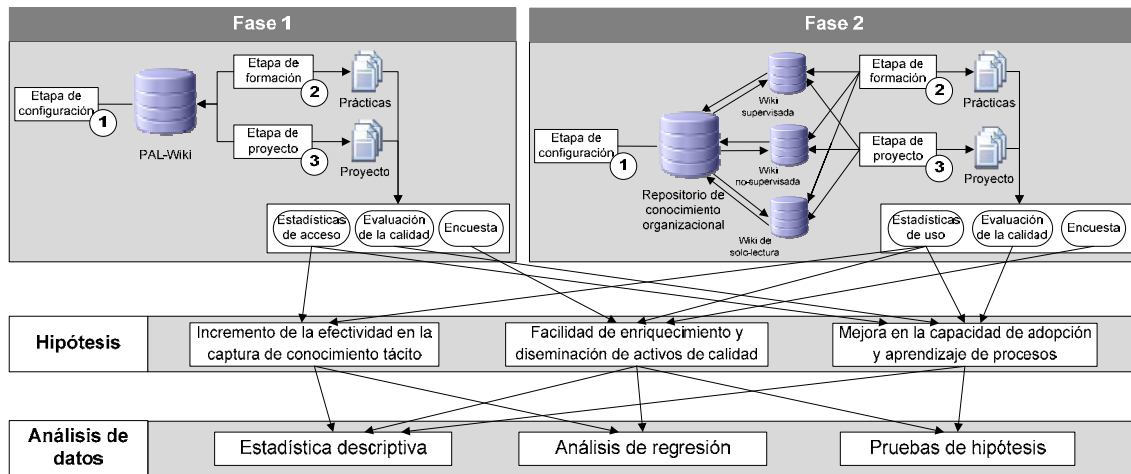 Fase 1
Etapa de
configuración
1
PAL-Wiki
Etapa de
formación
2
Etapa de
proyecto
3
Prácticas
Proyecto
Estadísticas
de acceso
Evaluación
de la calidad
Encuesta
Fase 2
Etapa de
configuración
1
Repositorio de
conocimiento
organizacional
Wiki
supervisada
Wiki
no-supervisada
Wiki de
solo-lectura
Etapa de
formación
2
Etapa de
proyecto
3
Prácticas
Proyecto
Estadísticas
de uso
Evaluación
de la calidad
Encuesta
Hipótesis
Incremento de la efectividad en la
captura de conocimiento tácito
Facilidad de enriquecimiento y
diseminación de activos de calidad
Mejora en la capacidad de adopción
y aprendizaje de procesos
Análisis de
datos
Estadística descriptiva
Análisis de regresión
Pruebas de hipótesis